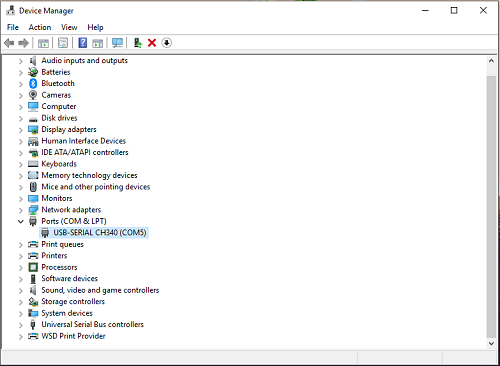 Device Manager
File Action View Help
Audio inputs and outputs
Batteries
Bluetooth
Cameras
Computer
Disk drives
Display adapters
Human Interface Devices
IDE ATA/ATAPI controllers
Keyboards
Memory technology devices
Mice and other pointing devices
Monitors
Network adapters
Ports (COM & LPT)
USB-SERIAL CH340 (COM5)
Print queues
Printers
Processors
Software devices
Sound, video and game controllers
Storage controllers
System devices
Universal Serial Bus controllers
WSD Print Provider